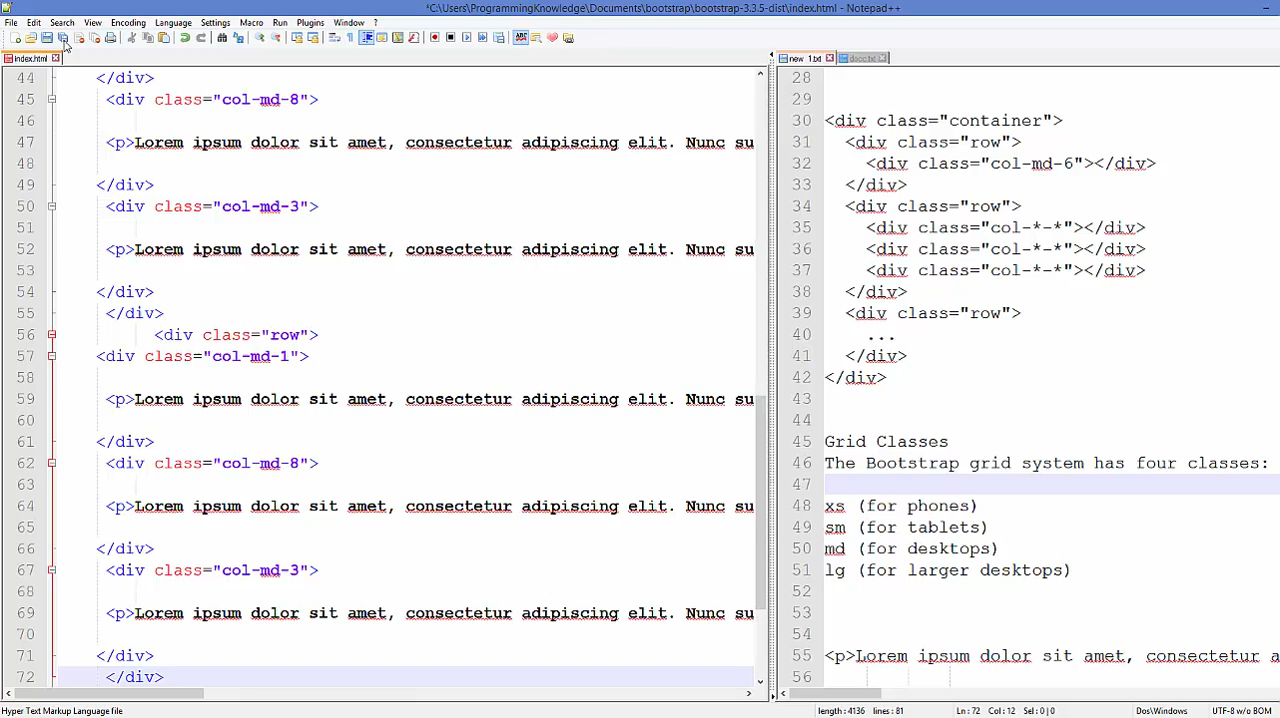 *C:\Users\ProgrammingKnowledge\Documents\bootstrap\bootstrap-3.3.5-dist\index.html - Notepad++
File Edit Search View Encoding Language Settings Macro Run Plugins Window ?
index.html
44 </div>
45 <div class="col-md-8">
46
47 <p>Lorem ipsum dolor sit amet, consectetur adipiscing elit. Nunc su
48
49 </div>
50 <div class="col-md-3">
51
52 <p>Lorem ipsum dolor sit amet, consectetur adipiscing elit. Nunc su
53
54 </div>
55 </div>
56 <div class="row">
57 <div class="col-md-1">
58
59 <p>Lorem ipsum dolor sit amet, consectetur adipiscing elit. Nunc su
60
61 </div>
62 <div class="col-md-8">
63
64 <p>Lorem ipsum dolor sit amet, consectetur adipiscing elit. Nunc su
65
66 </div>
67 <div class="col-md-3">
68
69 <p>Lorem ipsum dolor sit amet, consectetur adipiscing elit. Nunc su
70
71 </div>
72 </div>
new 1.txt
28
29
30 <div class="container">
31 <div class="row">
32 <div class="col-md-6"></div>
33 </div>
34 <div class="row">
35 <div class="col-*-*"></div>
36 <div class="col-*-*"></div>
37 <div class="col-*-*"></div>
38 </div>
39 <div class="row">
40 ...
41 </div>
42 </div>
43
44
45 Grid Classes
46 The Bootstrap grid system has four classes:
47
48 xs (for phones)
49 sm (for tablets)
50 md (for desktops)
51 lg (for larger desktops)
52
53
54
55 <p>Lorem ipsum dolor sit amet, consectetur a
56
Hyper Text Markup Language file length : 4136 lines : 81 Ln : 72 Col : 12 Sel : 0 | 0 Dos\Windows UTF-8 w/o BOM